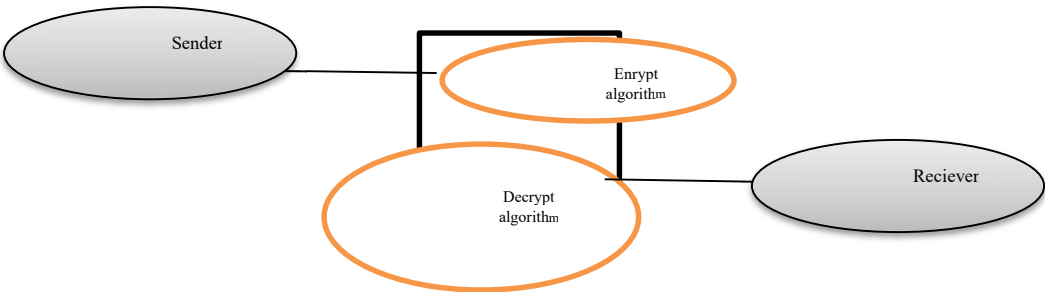 Sender
Enrypt
algorithm
Reciever
Decrypt
algorithm